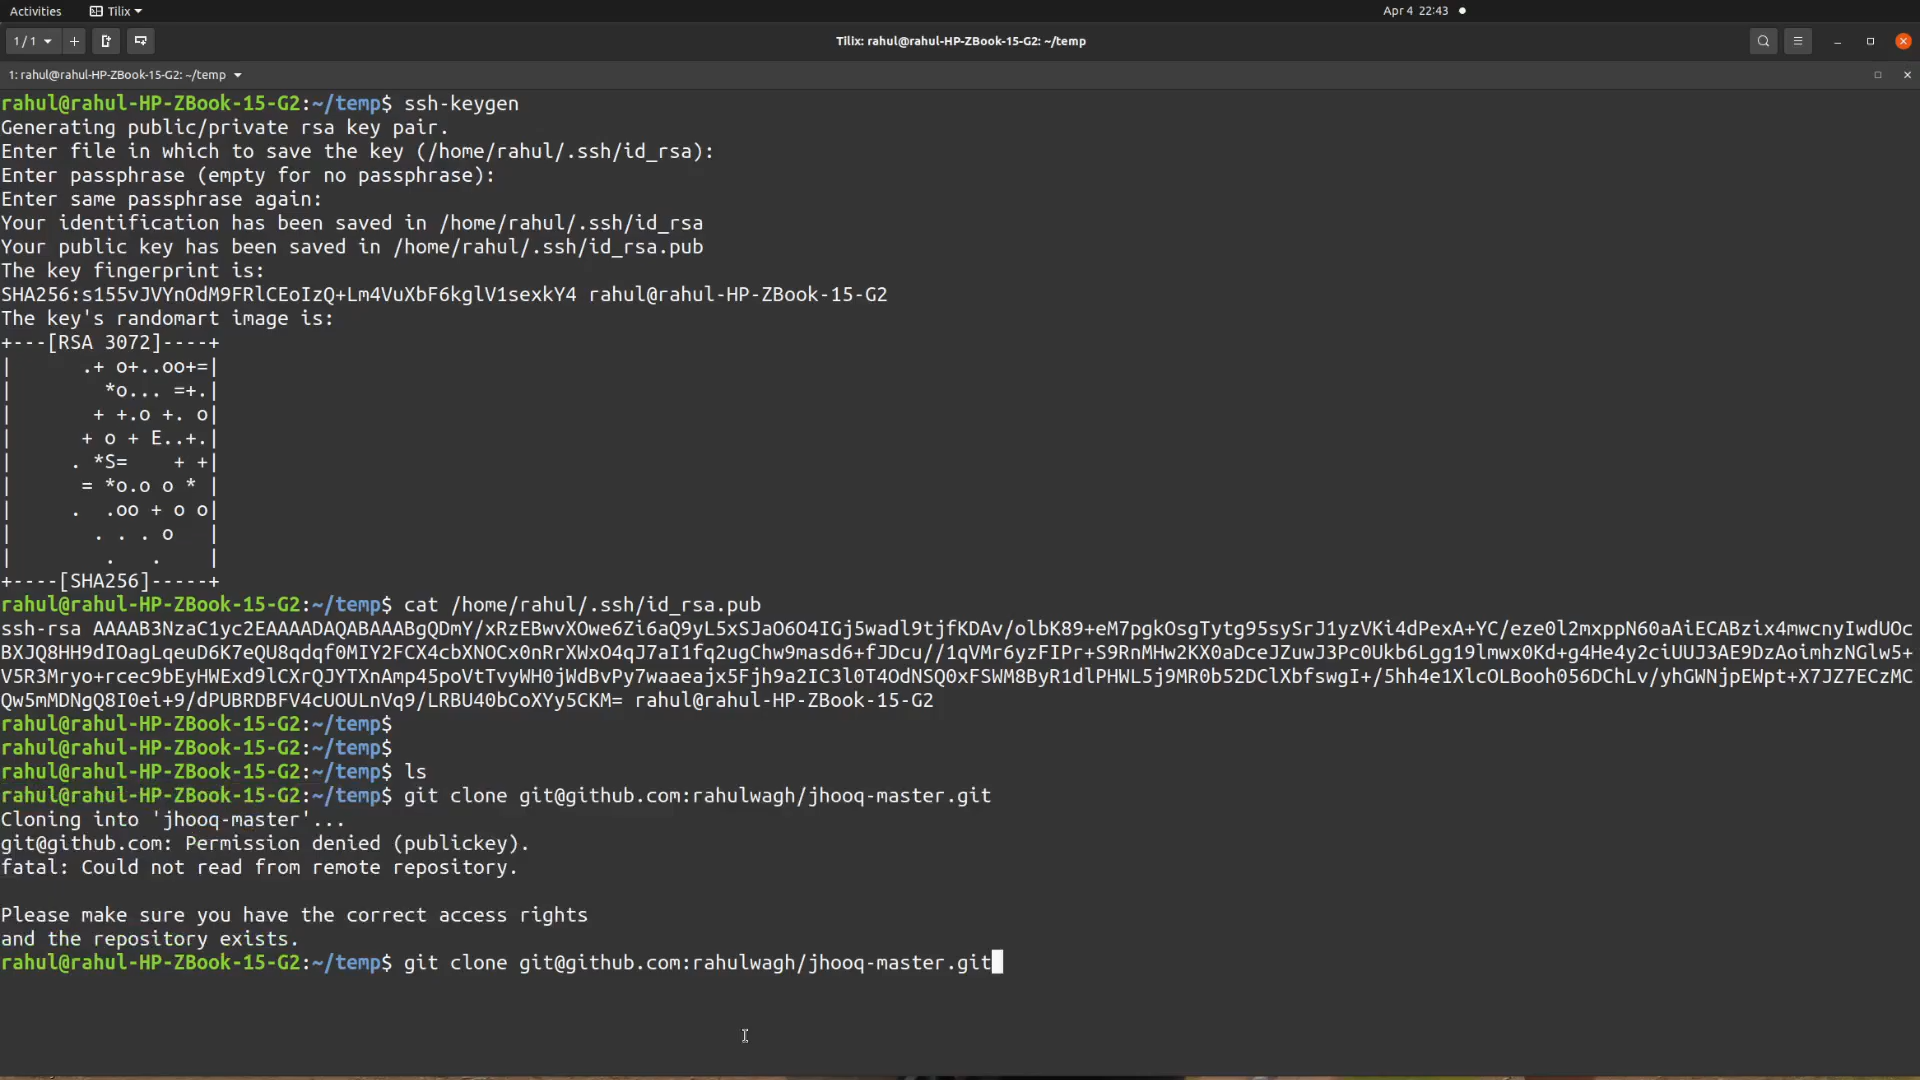 Activities Tilix Apr 4 22:43
1 / 1 Tilix: rahul@rahul-HP-ZBook-15-G2: ~/temp
1: rahul@rahul-HP-ZBook-15-G2: ~/temp
rahul@rahul-HP-ZBook-15-G2:~/temp$ ssh-keygen
Generating public/private rsa key pair.
Enter file in which to save the key (/home/rahul/.ssh/id_rsa):
Enter passphrase (empty for no passphrase):
Enter same passphrase again:
Your identification has been saved in /home/rahul/.ssh/id_rsa
Your public key has been saved in /home/rahul/.ssh/id_rsa.pub
The key fingerprint is:
SHA256:s155vJVYnOdM9FRlCEoIzQ+Lm4VuXbF6kglV1sexkY4 rahul@rahul-HP-ZBook-15-G2
The key's randomart image is:
+---[RSA 3072]----+
|      .+ o+..oo+=|
|        *o... =+.|
|       + +.o +. o|
|      + o + E..+.|
|     . *S=    + +|
|      = *o.o o * |
|     .  .oo + o o|
|       . . . o   |
|        .   .    |
+----[SHA256]-----+
rahul@rahul-HP-ZBook-15-G2:~/temp$ cat /home/rahul/.ssh/id_rsa.pub
ssh-rsa AAAAB3NzaC1yc2EAAAADAQABAAABgQDmY/xRzEBwvXOwe6Zi6aQ9yL5xSJaO6O4IGj5wadl9tjfKDAv/olbK89+eM7pgkOsgTytg95sySrJ1yzVKi4dPexA+YC/eze0l2mxppN60aAiECABzix4mwcnyIwdUOc
BXJQ8HH9dIOagLqeuD6K7eQU8qdqf0MIY2FCX4cbXNOCx0nRrXWxO4qJ7aI1fq2ugChw9masd6+fJDcu//1qVMr6yzFIPr+S9RnMHw2KX0aDceJZuwJ3Pc0Ukb6Lgg19lmwx0Kd+g4He4y2ciUUJ3AE9DzAoimhzNGlw5+
V5R3Mryo+rcec9bEyHWExd9lCXrQJYTXnAmp45poVtTvyWH0jWdBvPy7waaeajx5Fjh9a2IC3l0T4OdNSQ0xFSWM8ByR1dlPHWL5j9MR0b52DClXbfswgI+/5hh4e1XlcOLBooh056DChLv/yhGWNjpEWpt+X7JZ7ECzMC
Qw5mMDNgQ8I0ei+9/dPUBRDBFV4cUOULnVq9/LRBU40bCoXYy5CKM= rahul@rahul-HP-ZBook-15-G2
rahul@rahul-HP-ZBook-15-G2:~/temp$
rahul@rahul-HP-ZBook-15-G2:~/temp$
rahul@rahul-HP-ZBook-15-G2:~/temp$ ls
rahul@rahul-HP-ZBook-15-G2:~/temp$ git clone git@github.com:rahulwagh/jhooq-master.git
Cloning into 'jhooq-master'...
git@github.com: Permission denied (publickey).
fatal: Could not read from remote repository.
Please make sure you have the correct access rights
and the repository exists.
rahul@rahul-HP-ZBook-15-G2:~/temp$ git clone git@github.com:rahulwagh/jhooq-master.git